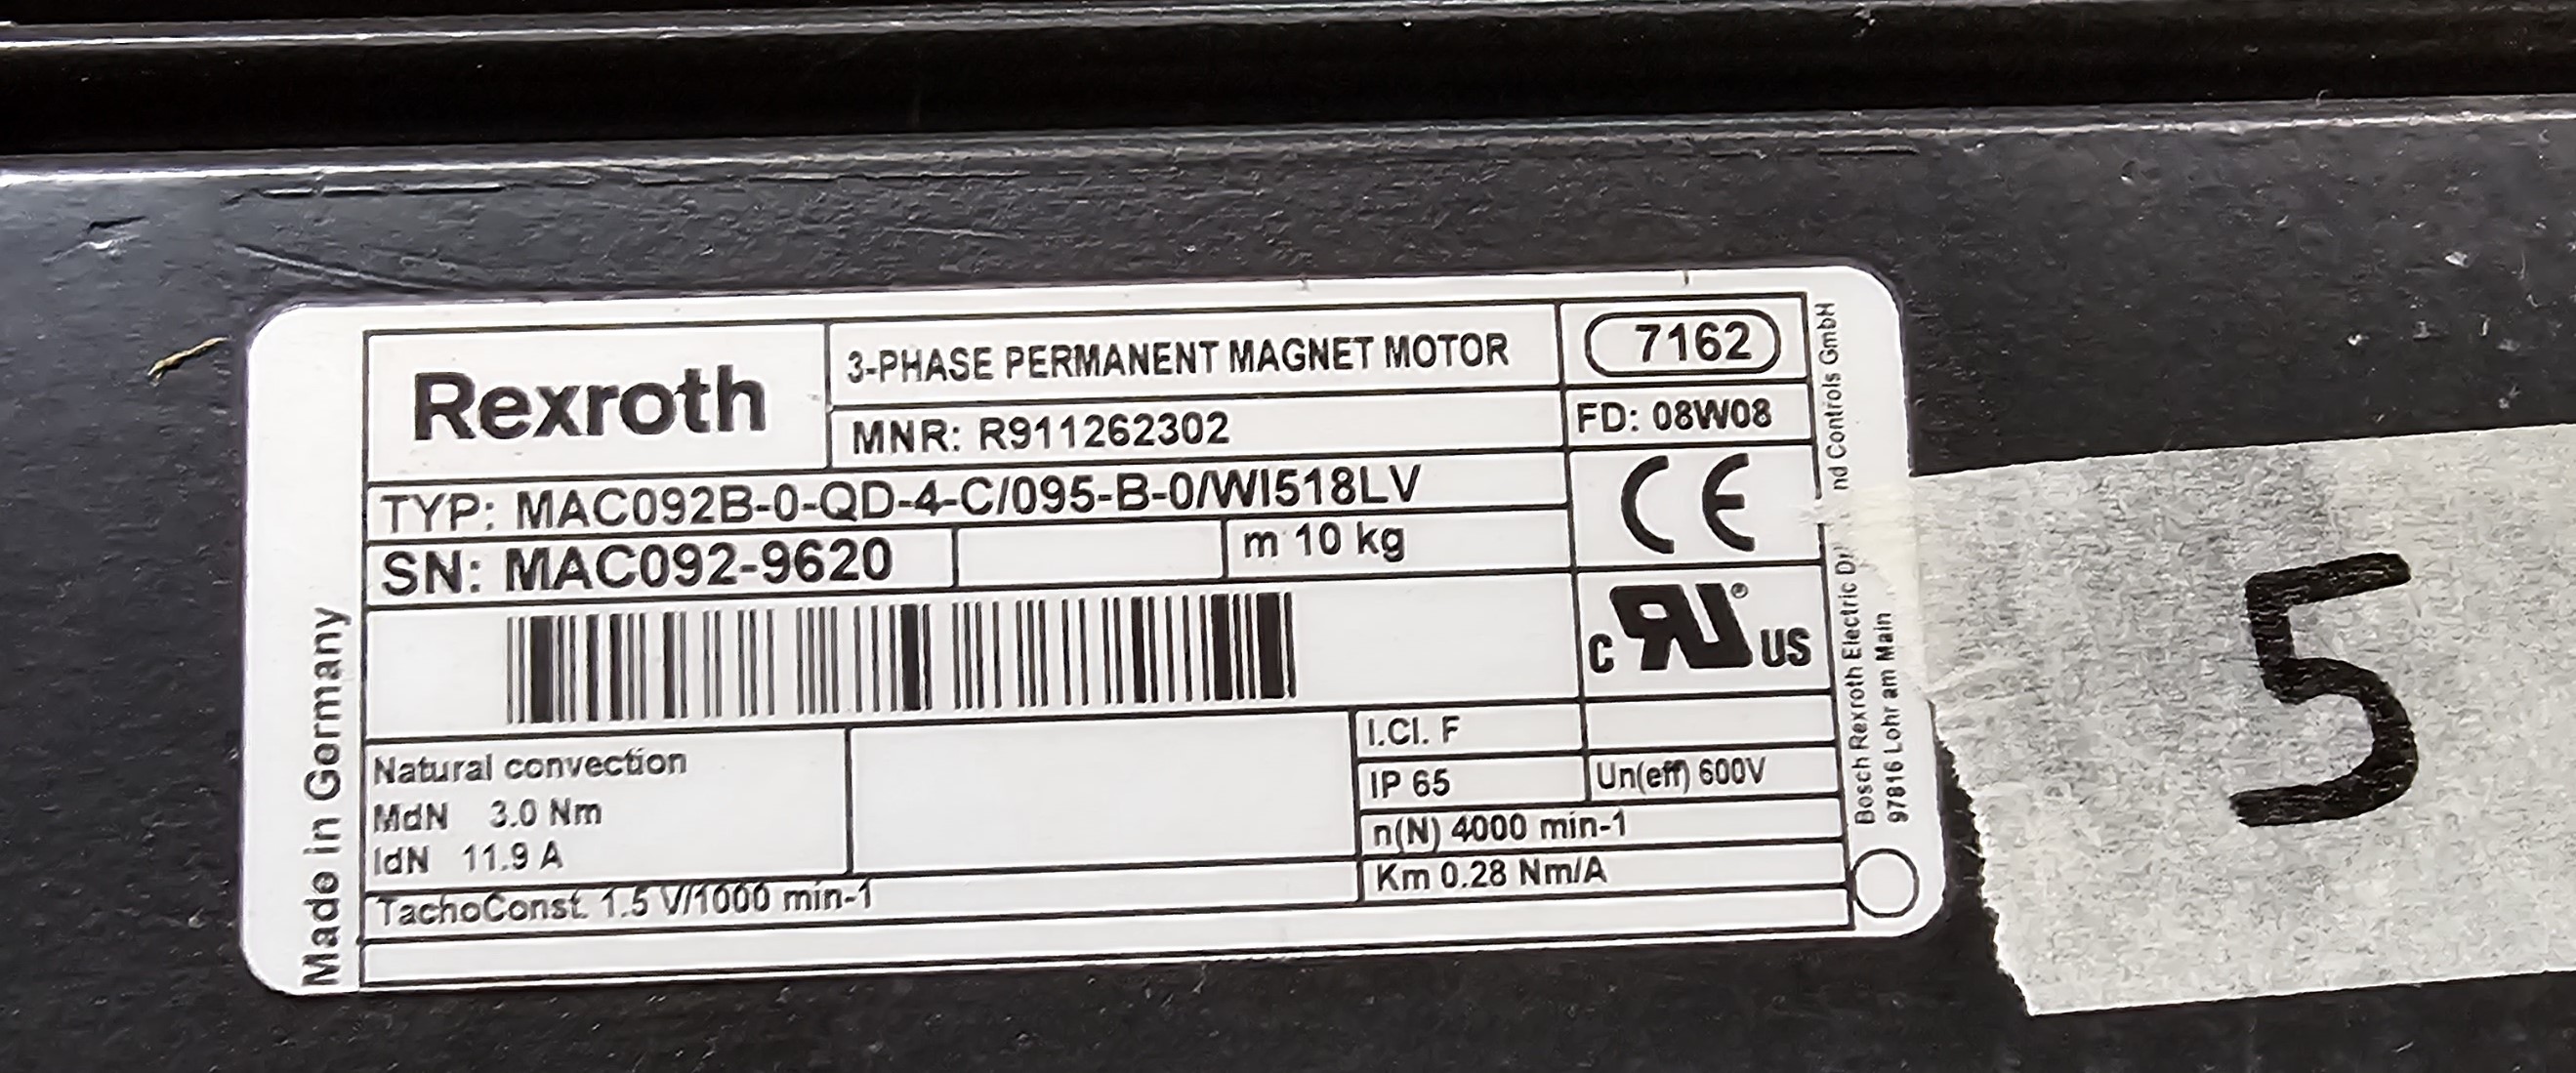 Rexroth
3-PHASE PERMANENT MAGNET MOTOR
7162
MNR: R911262302
FD: 08W08
TYP: MAC092B-0-QD-4-C/095-B-0/WI518LV
SN: MAC092-9620
m 10 kg
CE
c RU ® US
Natural convection
MdN 3.0 Nm
IdN 11.9 A
TachoConst. 1.5 V/1000 min-1
I.Cl. F
IP 65
Un(eff) 600V
n(N) 4000 min-1
Km 0.28 Nm/A
Made in Germany
Bosch Rexroth Electric nd Controls GmbH
97816 Lohr am Main
5